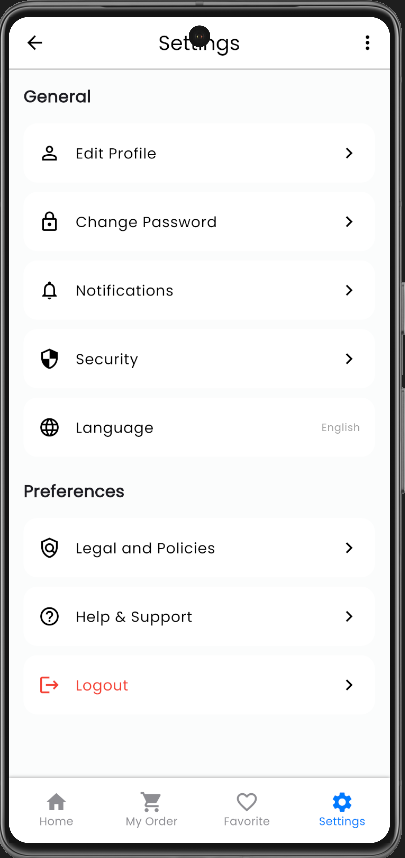 Settings
General
Edit Profile
Change Password
Notifications
Security
Language English
Preferences
Legal and Policies
Help & Support
Logout
Home My Order Favorite Settings